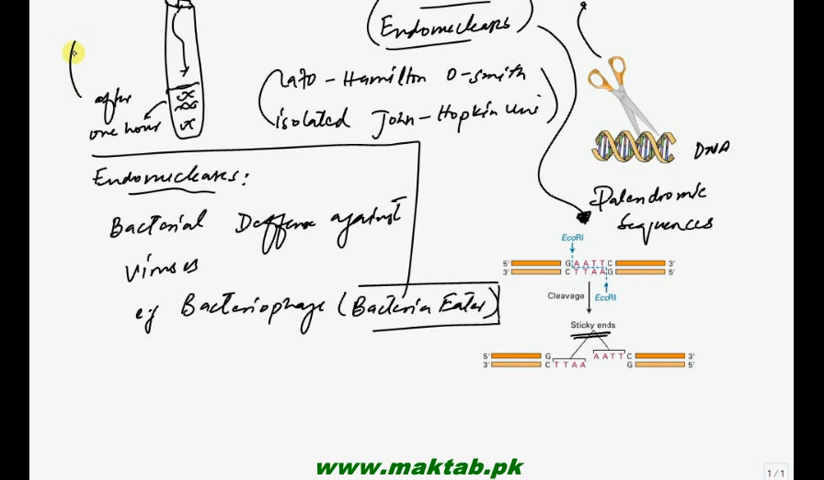 Endonucleases)
(1970 - Hamilton O-Smith
isolated John-Hopkin Uni)
after
one hour
DNA
Endonucleases:
Palendromic
Sequences
Bacterial Deffense against
viruses
eg Bacteriophage (Bacteria Eater)
EcoRI
5' G A A T T C 3'
3' C T T A A G 5'
Cleavage EcoRI
Sticky ends
5' G A A T T C 3'
3' C T T A A G 5'
www.maktab.pk
1/1